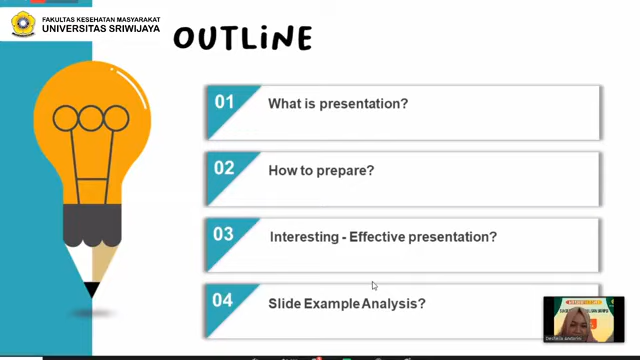 FAKULTAS KESEHATAN MASYARAKAT
UNIVERSITAS SRIWIJAYA
OUTLINE
01 What is presentation?
02 How to prepare?
03 Interesting - Effective presentation?
04 Slide Example Analysis?